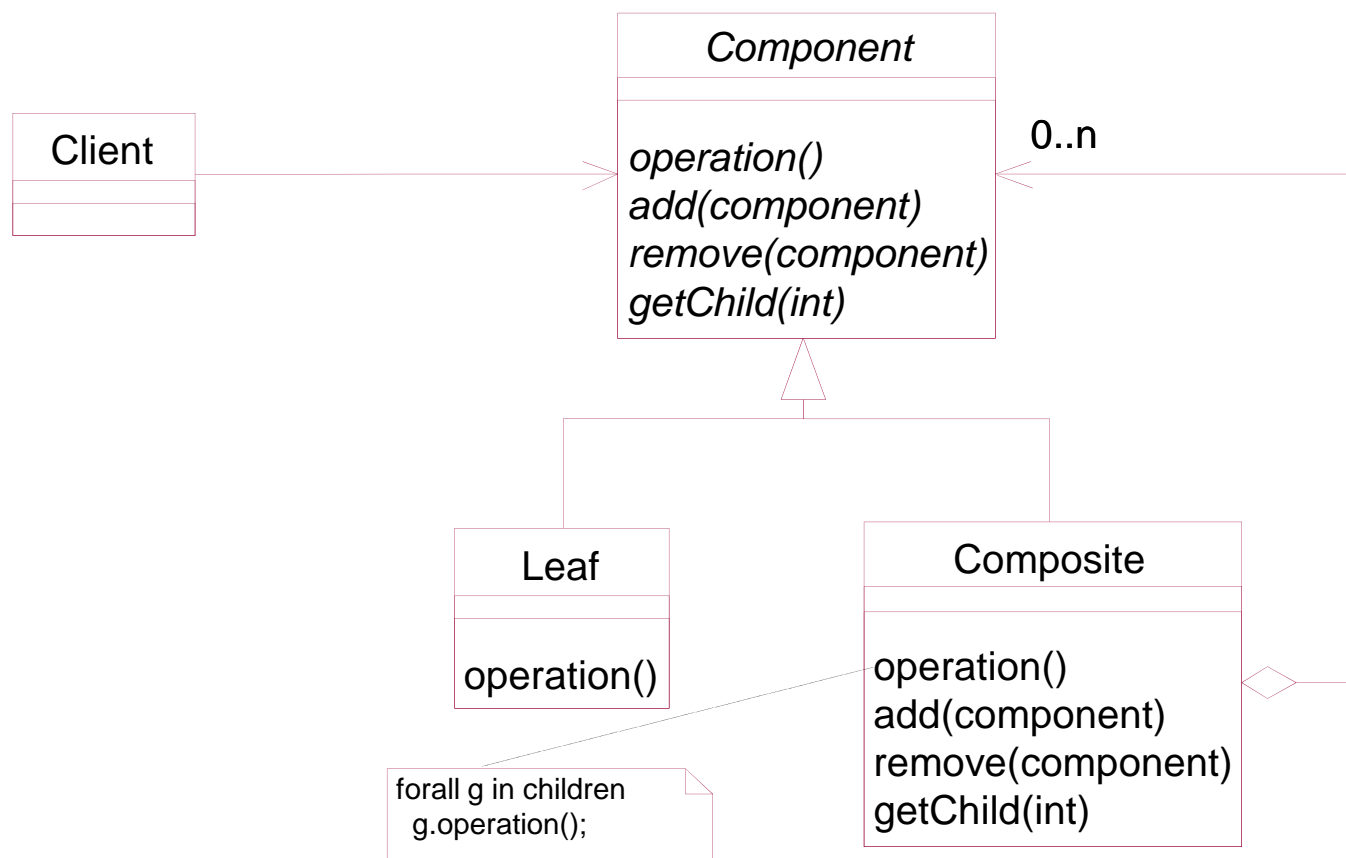 Component
operation()
add(component)
remove(component)
getChild(int)
Client
0..n
Leaf
operation()
Composite
operation()
add(component)
remove(component)
getChild(int)
forall g in children
g.operation();